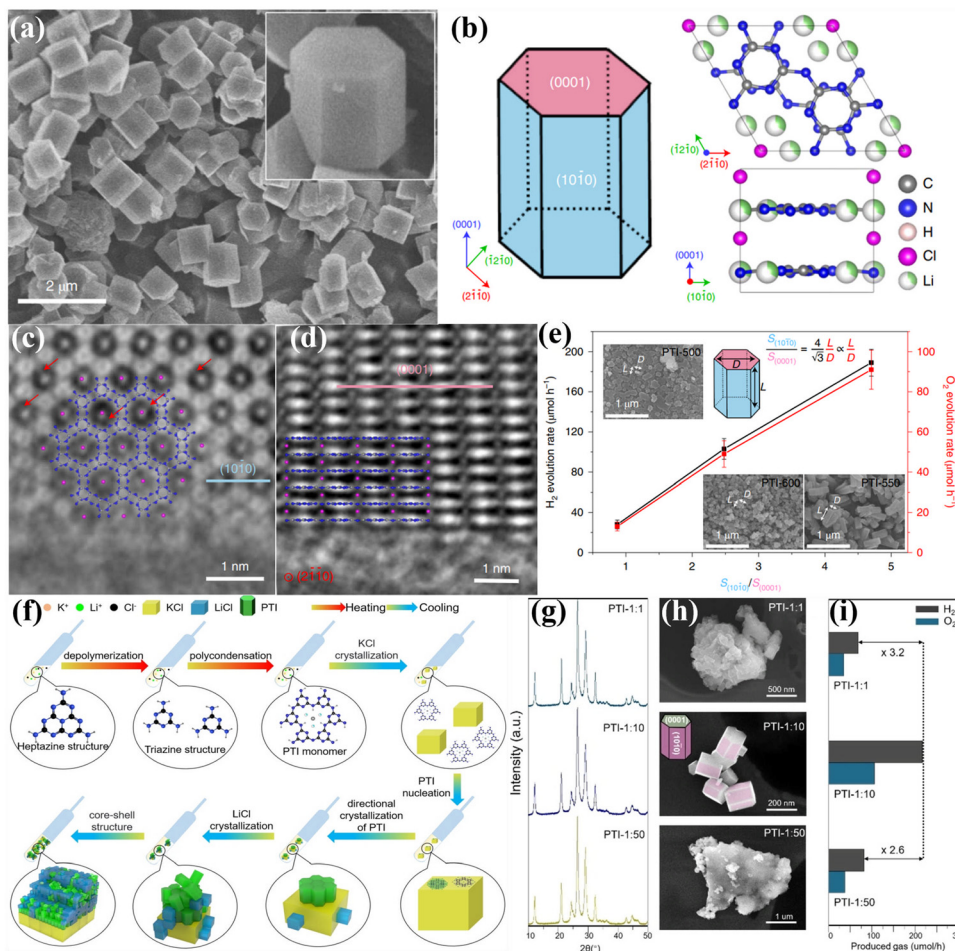 (a)
2 µm
(b)
(0001)
(101̄0)
(0001)
(1̄21̄0)
(21̄1̄0)
(1̄21̄0)
(21̄1̄0)
(0001)
(101̄0)
C
N
H
Cl
Li
(c)
(101̄0)
1 nm
(d)
(0001)
⊙(21̄1̄0)
1 nm
(e)
H₂ evolution rate (µmol h⁻¹)
200
160
120
80
40
0
PTI-500
L
D
1 µm
D
L
S(101̄0)/S(0001) = 4/√3 L/D ∝ L/D
PTI-600
L
D
1 µm
PTI-550
L
D
1 µm
100
90
80
70
60
50
40
30
20
10
0
O₂ evolution rate (µmol h⁻¹)
1 2 3 4 5
S(101̄0)/S(0001)
(f)
K⁺ Li⁺ Cl⁻ KCl LiCl PTI Heating Cooling
depolymerization
polycondensation
KCl
crystallization
Heptazine structure
Triazine structure
PTI monomer
PTI
nucleation
core-shell
structure
LiCl
crystallization
directional
crystallization
of PTI
(g)
Intensity (a.u.)
PTI-1:1
PTI-1:10
PTI-1:50
10 20 30 40 50
2θ(°)
(h)
PTI-1:1
500 nm
(0001)
(101̄0)
PTI-1:10
200 nm
PTI-1:50
1 um
(i)
H₂
O₂
x 3.2
PTI-1:1
PTI-1:10
x 2.6
PTI-1:50
0 100 200
Produced gas (umol/h)